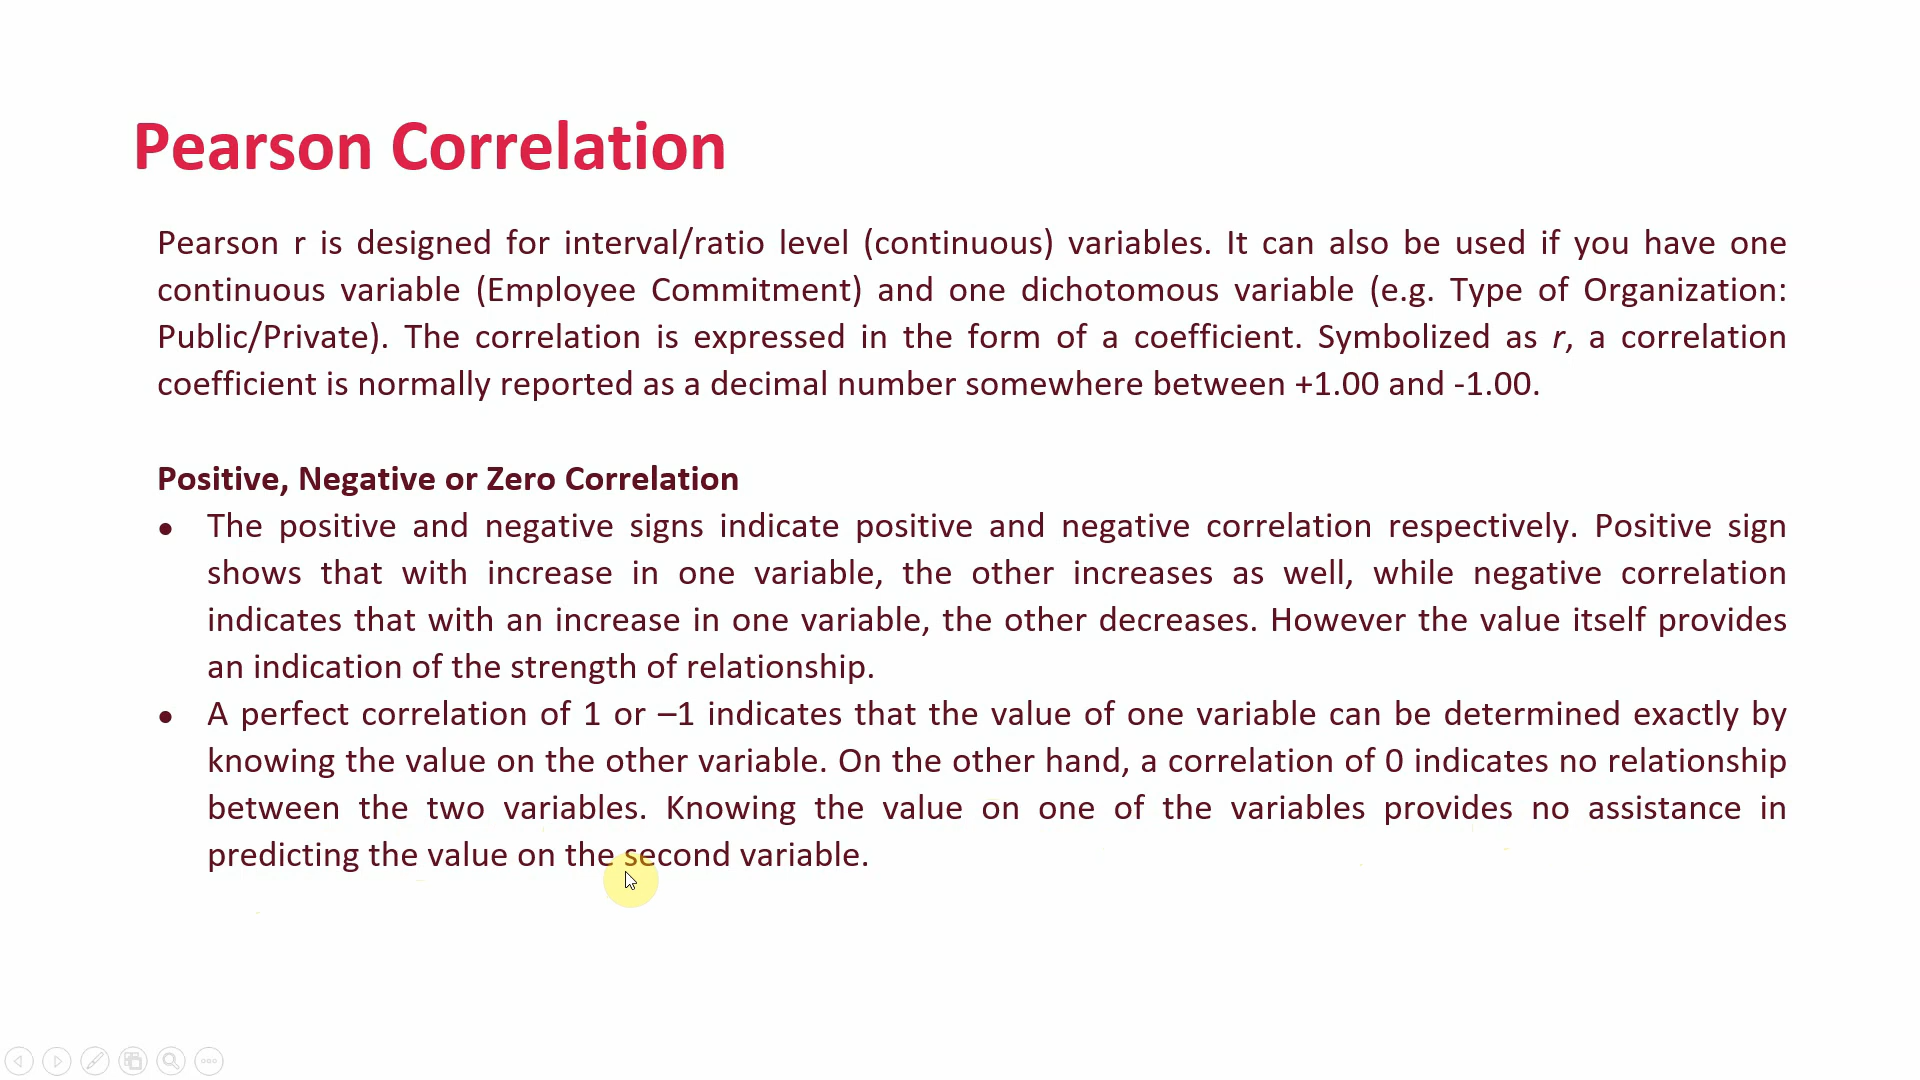 Pearson Correlation
Pearson r is designed for interval/ratio level (continuous) variables. It can also be used if you have one
continuous variable (Employee Commitment) and one dichotomous variable (e.g. Type of Organization:
Public/Private). The correlation is expressed in the form of a coefficient. Symbolized as r, a correlation
coefficient is normally reported as a decimal number somewhere between +1.00 and -1.00.
Positive, Negative or Zero Correlation
● The positive and negative signs indicate positive and negative correlation respectively. Positive sign
shows that with increase in one variable, the other increases as well, while negative correlation
indicates that with an increase in one variable, the other decreases. However the value itself provides
an indication of the strength of relationship.
● A perfect correlation of 1 or –1 indicates that the value of one variable can be determined exactly by
knowing the value on the other variable. On the other hand, a correlation of 0 indicates no relationship
between the two variables. Knowing the value on one of the variables provides no assistance in
predicting the value on the second variable.